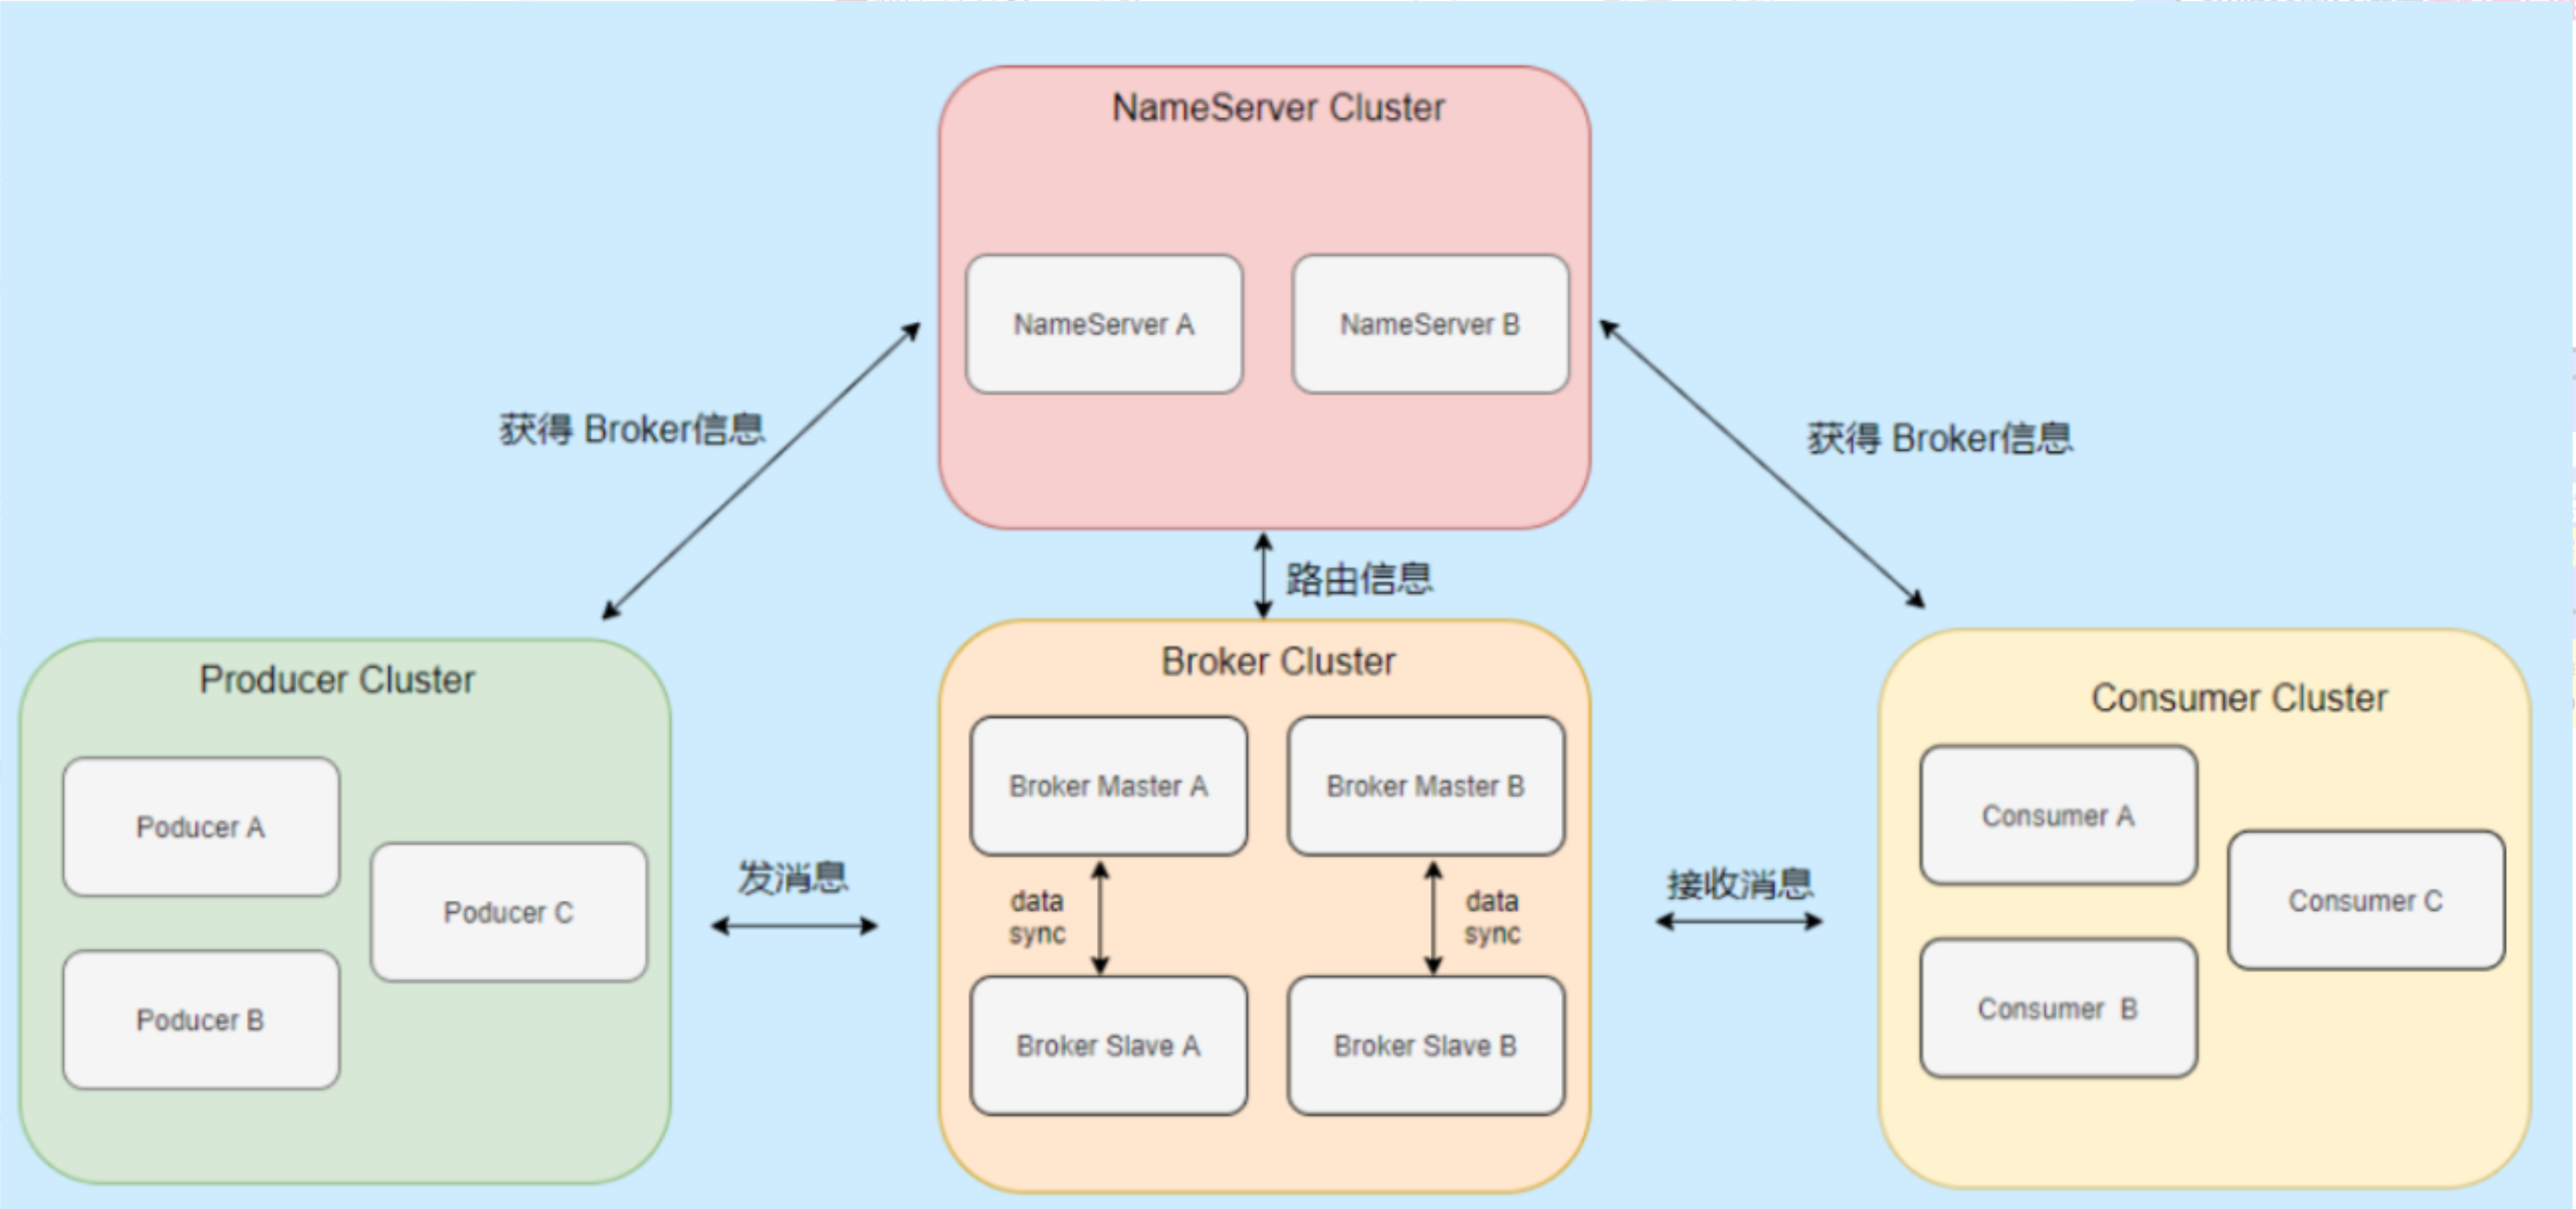 NameServer Cluster
NameServer A
NameServer B
获得 Broker信息
获得 Broker信息
路由信息
Producer Cluster
Poducer A
Poducer C
Poducer B
发消息
Broker Cluster
Broker Master A
Broker Master B
data
sync
data
sync
Broker Slave A
Broker Slave B
接收消息
Consumer Cluster
Consumer A
Consumer C
Consumer B